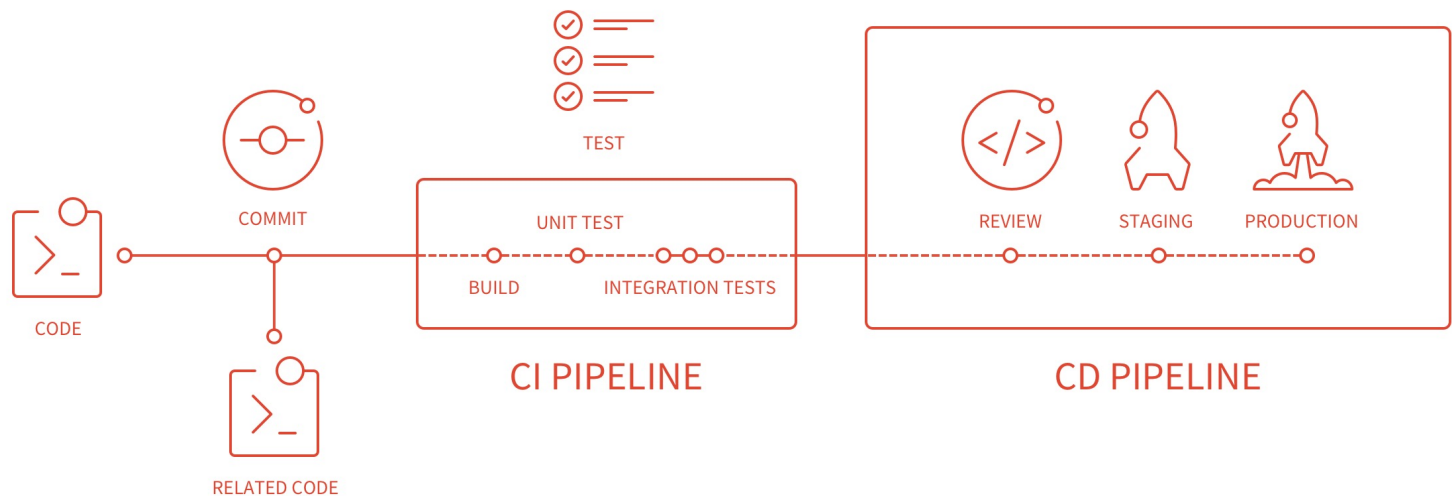 TEST
COMMIT
UNIT TEST
REVIEW
STAGING
PRODUCTION
BUILD
INTEGRATION TESTS
CODE
CI PIPELINE
CD PIPELINE
RELATED CODE